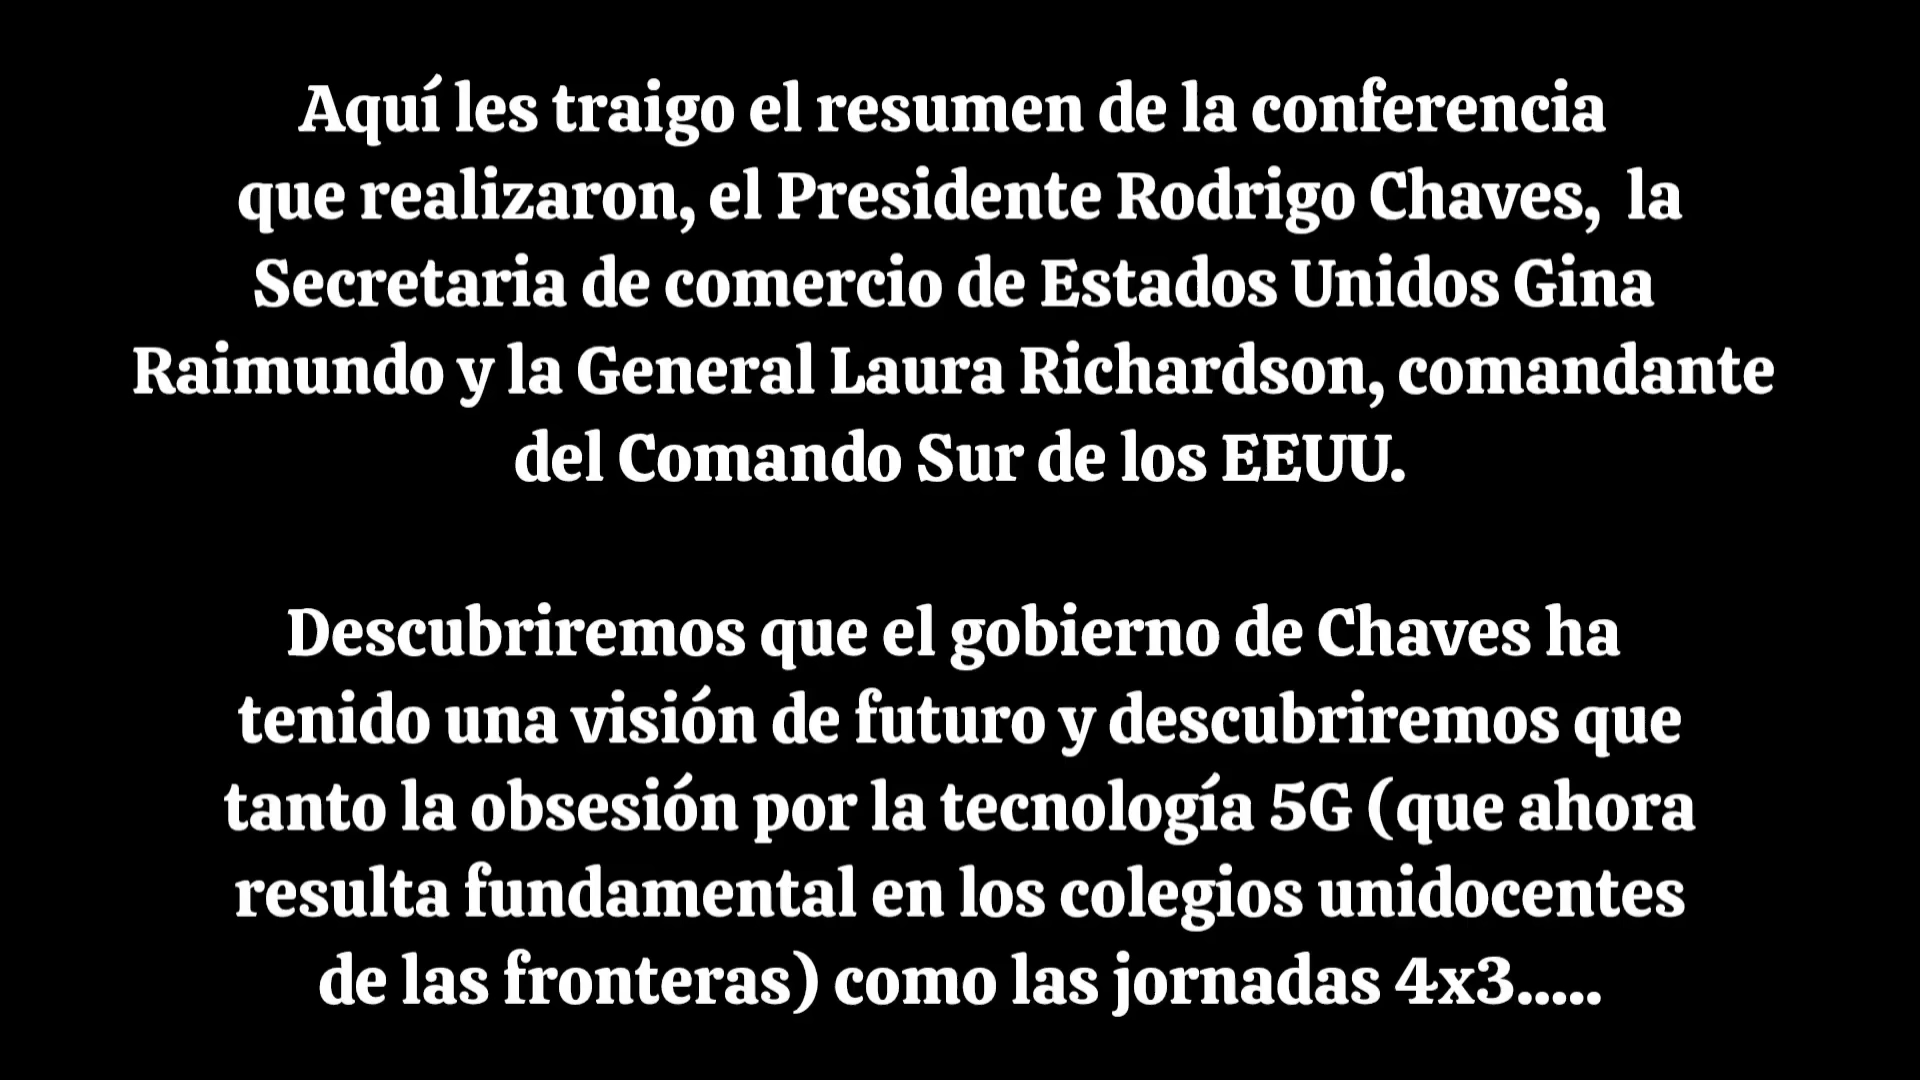 Aquí les traigo el resumen de la conferencia
que realizaron, el Presidente Rodrigo Chaves,  la
Secretaria de comercio de Estados Unidos Gina
Raimundo y la General Laura Richardson, comandante
del Comando Sur de los EEUU.
Descubriremos que el gobierno de Chaves ha
tenido una visión de futuro y descubriremos que
tanto la obsesión por la tecnología 5G (que ahora
resulta fundamental en los colegios unidocentes
de las fronteras) como las jornadas 4x3.....